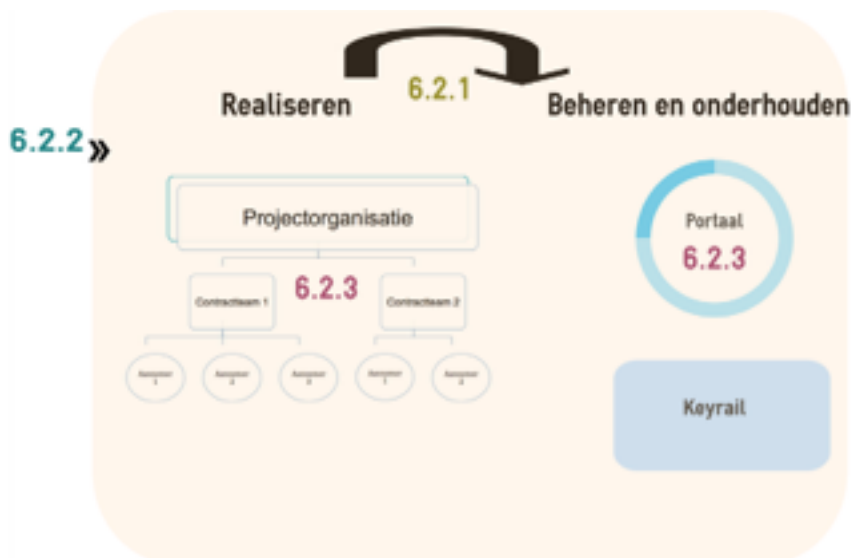 6.2.1
Realiseren
Beheren en onderhouden
6.2.2 »
Projectorganisatie
Portaal
6.2.3
6.2.3
Contractteam 1
Contractteam 2
Keyrail